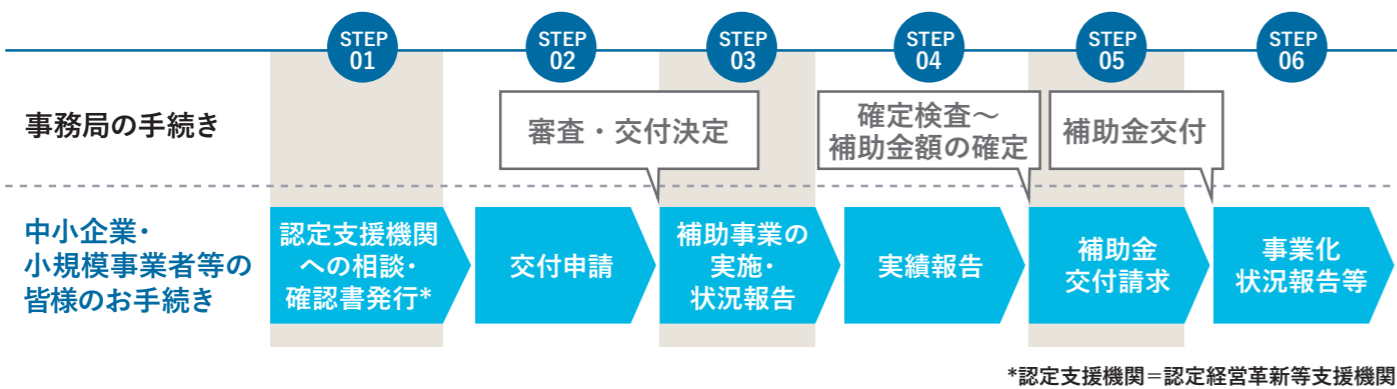 STEP
01
STEP
02
STEP
03
STEP
04
STEP
05
STEP
06
事務局の手続き
審査・交付決定
確定検査～
補助金額の確定
補助金交付
中小企業・
小規模事業者等の
皆様のお手続き
認定支援機関
への相談・
確認書発行*
交付申請
補助事業の
実施・
状況報告
実績報告
補助金
交付請求
事業化
状況報告等
*認定支援機関＝認定経営革新等支援機関